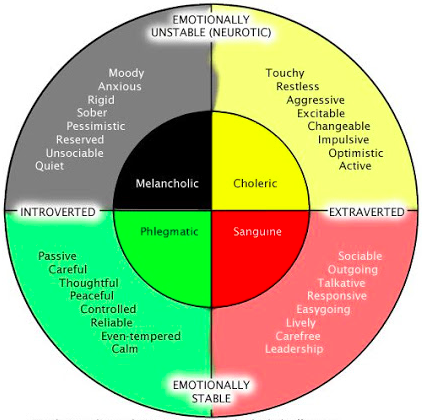 EMOTIONALLY
UNSTABLE (NEUROTIC)
Moody
Anxious
Rigid
Sober
Pessimistic
Reserved
Unsociable
Quiet
Touchy
Restless
Aggressive
Excitable
Changeable
Impulsive
Optimistic
Active
Melancholic
Choleric
INTROVERTED
EXTRAVERTED
Phlegmatic
Sanguine
Passive
Careful
Thoughtful
Peaceful
Controlled
Reliable
Even-tempered
Calm
Sociable
Outgoing
Talkative
Responsive
Easygoing
Lively
Carefree
Leadership
EMOTIONALLY
STABLE